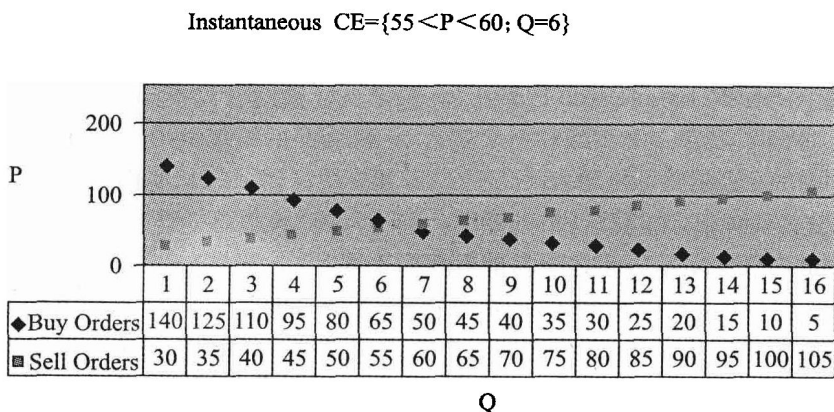 Instantaneous CE={55<P<60; Q=6}
200
P
100
0
1 2 3 4 5 6 7 8 9 10 11 12 13 14 15 16
Buy Orders 140 125 110 95 80 65 50 45 40 35 30 25 20 15 10 5
Sell Orders 30 35 40 45 50 55 60 65 70 75 80 85 90 95 100 105
Q